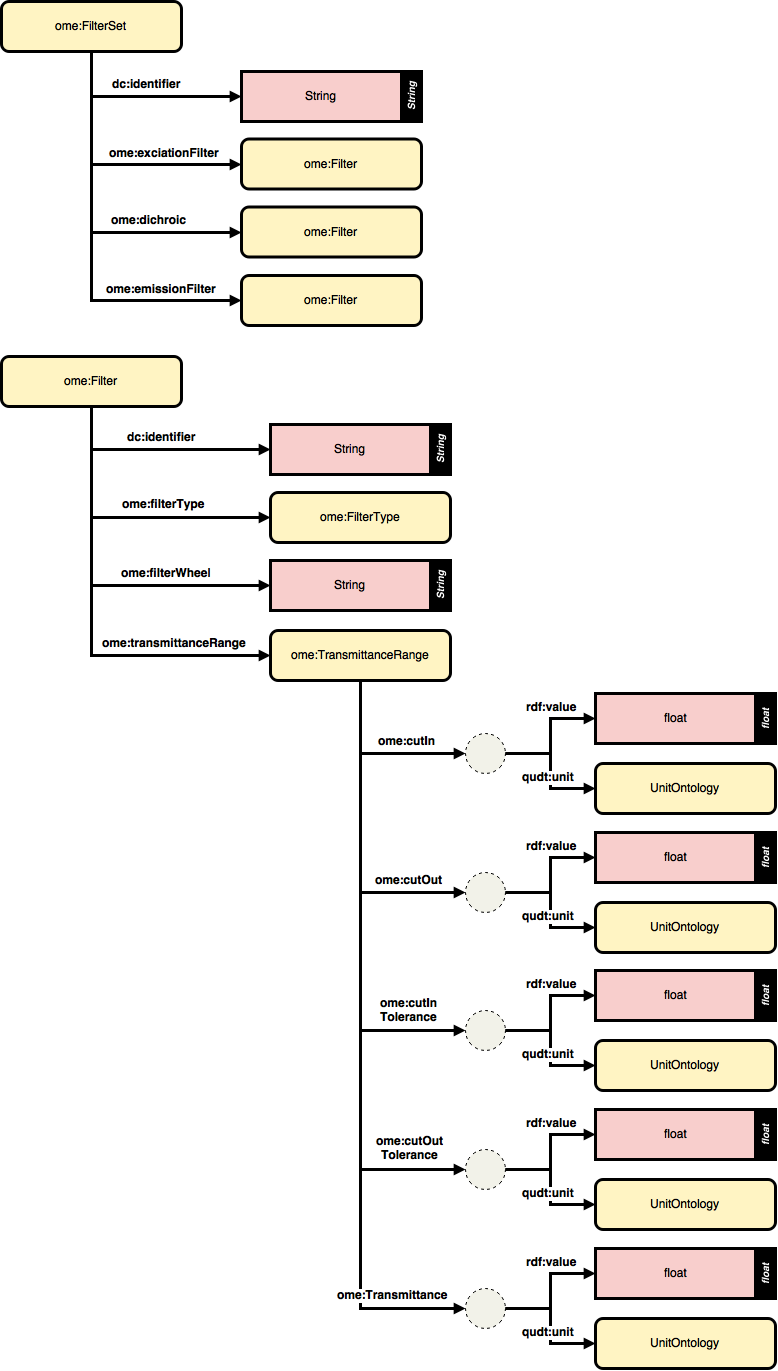 ome:FilterSet
dc:identifier
String
String
ome:exciationFilter
ome:Filter
ome:dichroic
ome:Filter
ome:emissionFilter
ome:Filter
ome:Filter
dc:identifier
String
String
ome:filterType
ome:FilterType
ome:filterWheel
String
String
ome:transmittanceRange
ome:TransmittanceRange
ome:cutIn
rdf:value
float
float
qudt:unit
UnitOntology
ome:cutOut
rdf:value
float
float
qudt:unit
UnitOntology
ome:cutIn
Tolerance
rdf:value
float
float
qudt:unit
UnitOntology
ome:cutOut
Tolerance
rdf:value
float
float
qudt:unit
UnitOntology
ome:Transmittance
rdf:value
float
float
qudt:unit
UnitOntology